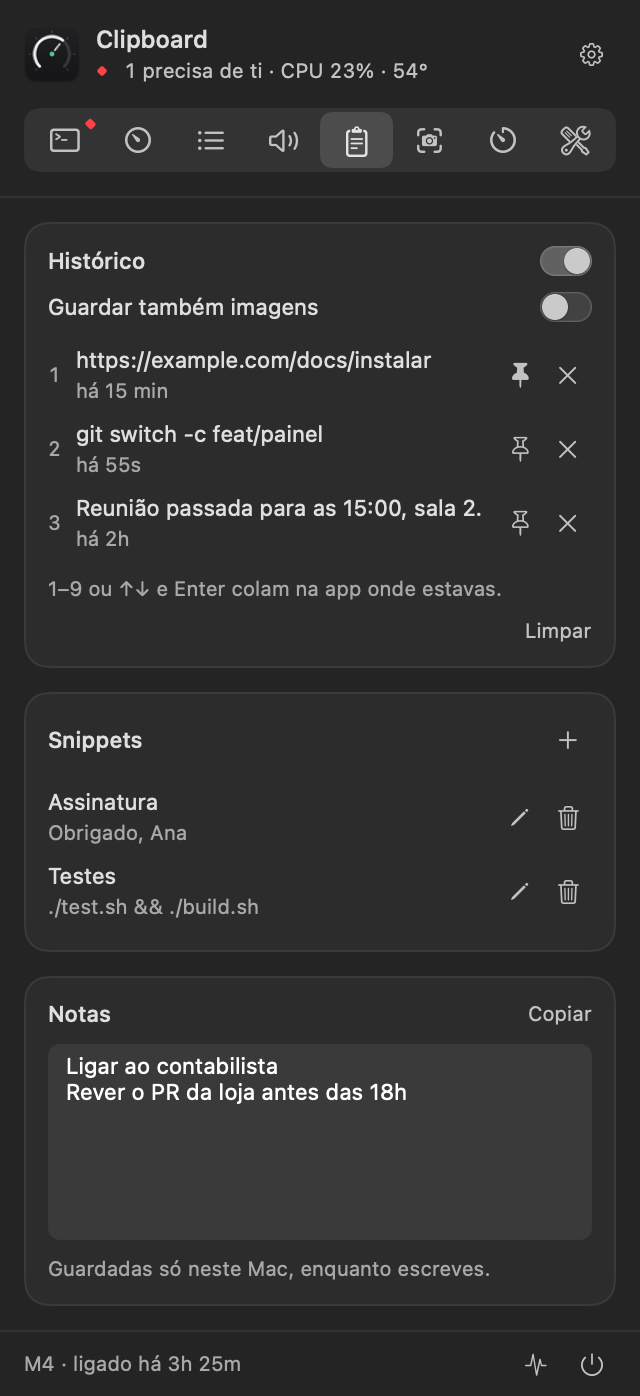 Clipboard
1 precisa de ti · CPU 23% · 54°
Histórico
Guardar também imagens
1 https://example.com/docs/instalar
há 15 min
2 git switch -c feat/painel
há 55s
3 Reunião passada para as 15:00, sala 2.
há 2h
1–9 ou ↑↓ e Enter colam na app onde estavas.
Limpar
Snippets
Assinatura
Obrigado, Ana
Testes
./test.sh && ./build.sh
Notas Copiar
Ligar ao contabilista
Rever o PR da loja antes das 18h
Guardadas só neste Mac, enquanto escreves.
M4 · ligado há 3h 25m